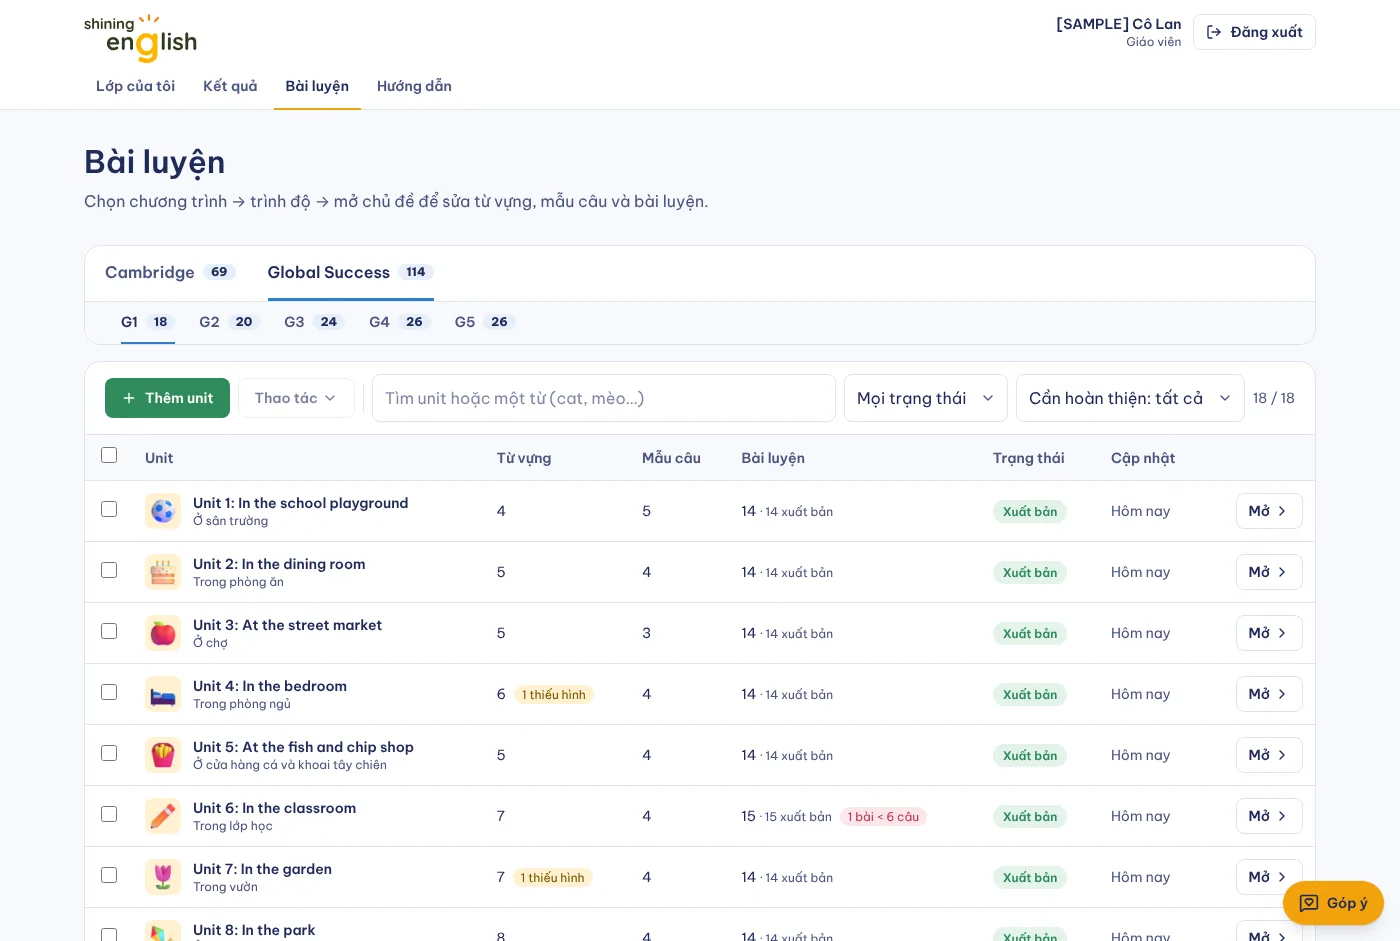 shining
english
[SAMPLE] Cô Lan
Giáo viên
Đăng xuất
Lớp của tôi
Kết quả
Bài luyện
Hướng dẫn
Bài luyện
Chọn chương trình → trình độ → mở chủ đề để sửa từ vựng, mẫu câu và bài luyện.
Cambridge 69
Global Success 114
G1 18
G2 20
G3 24
G4 26
G5 26
+ Thêm unit
Thao tác
Tìm unit hoặc một từ (cat, mèo...)
Mọi trạng thái
Cần hoàn thiện: tất cả
18 / 18
Unit
Từ vựng
Mẫu câu
Bài luyện
Trạng thái
Cập nhật
Unit 1: In the school playground
Ở sân trường
4
5
14 · 14 xuất bản
Xuất bản
Hôm nay
Mở
Unit 2: In the dining room
Trong phòng ăn
5
4
14 · 14 xuất bản
Xuất bản
Hôm nay
Mở
Unit 3: At the street market
Ở chợ
5
3
14 · 14 xuất bản
Xuất bản
Hôm nay
Mở
Unit 4: In the bedroom
Trong phòng ngủ
6 1 thiếu hình
4
14 · 14 xuất bản
Xuất bản
Hôm nay
Mở
Unit 5: At the fish and chip shop
Ở cửa hàng cá và khoai tây chiên
5
4
14 · 14 xuất bản
Xuất bản
Hôm nay
Mở
Unit 6: In the classroom
Trong lớp học
7
4
15 · 15 xuất bản 1 bài < 6 câu
Xuất bản
Hôm nay
Mở
Unit 7: In the garden
Trong vườn
7 1 thiếu hình
4
14 · 14 xuất bản
Xuất bản
Hôm nay
Mở
Góp ý
Unit 8: In the park
8
4
14 · 14 xuất bản
Xuất bản
Hôm nay
Mở